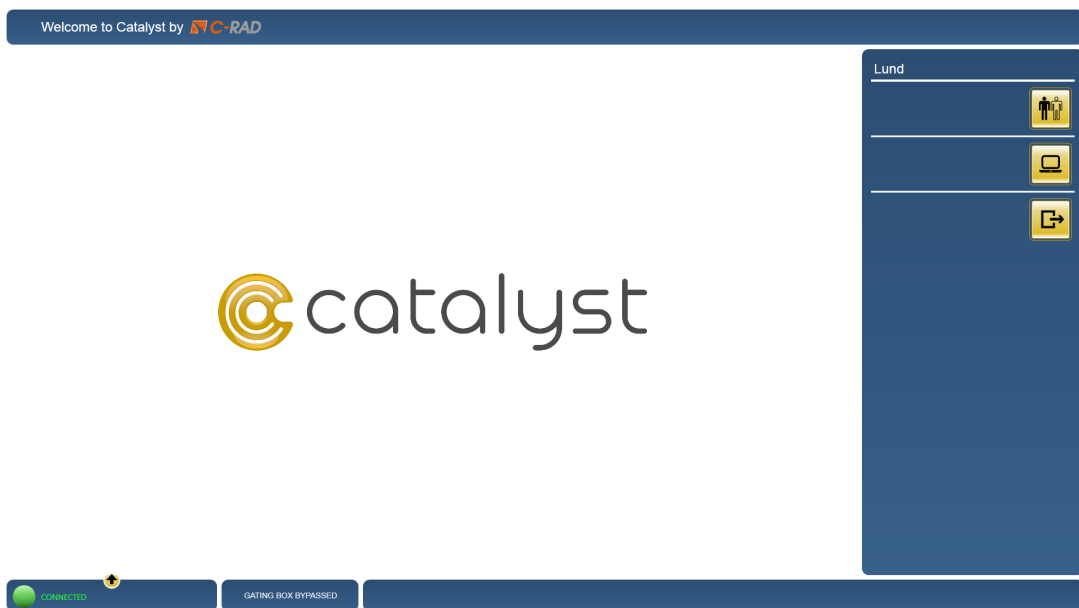 Welcome to Catalyst by C-RAD
Lund
catalyst
CONNECTED
GATING BOX BYPASSED